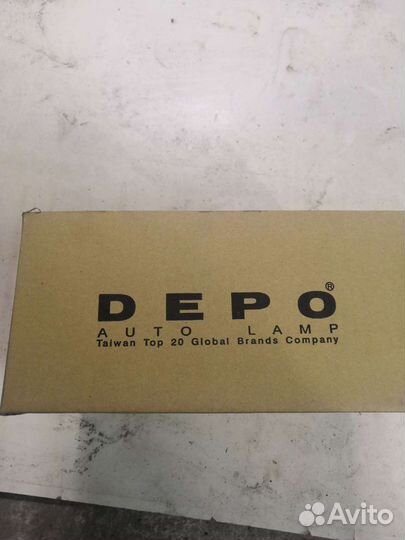 DEPO®
AUTO LAMP
Taiwan Top 20 Global Brands Company
Avito